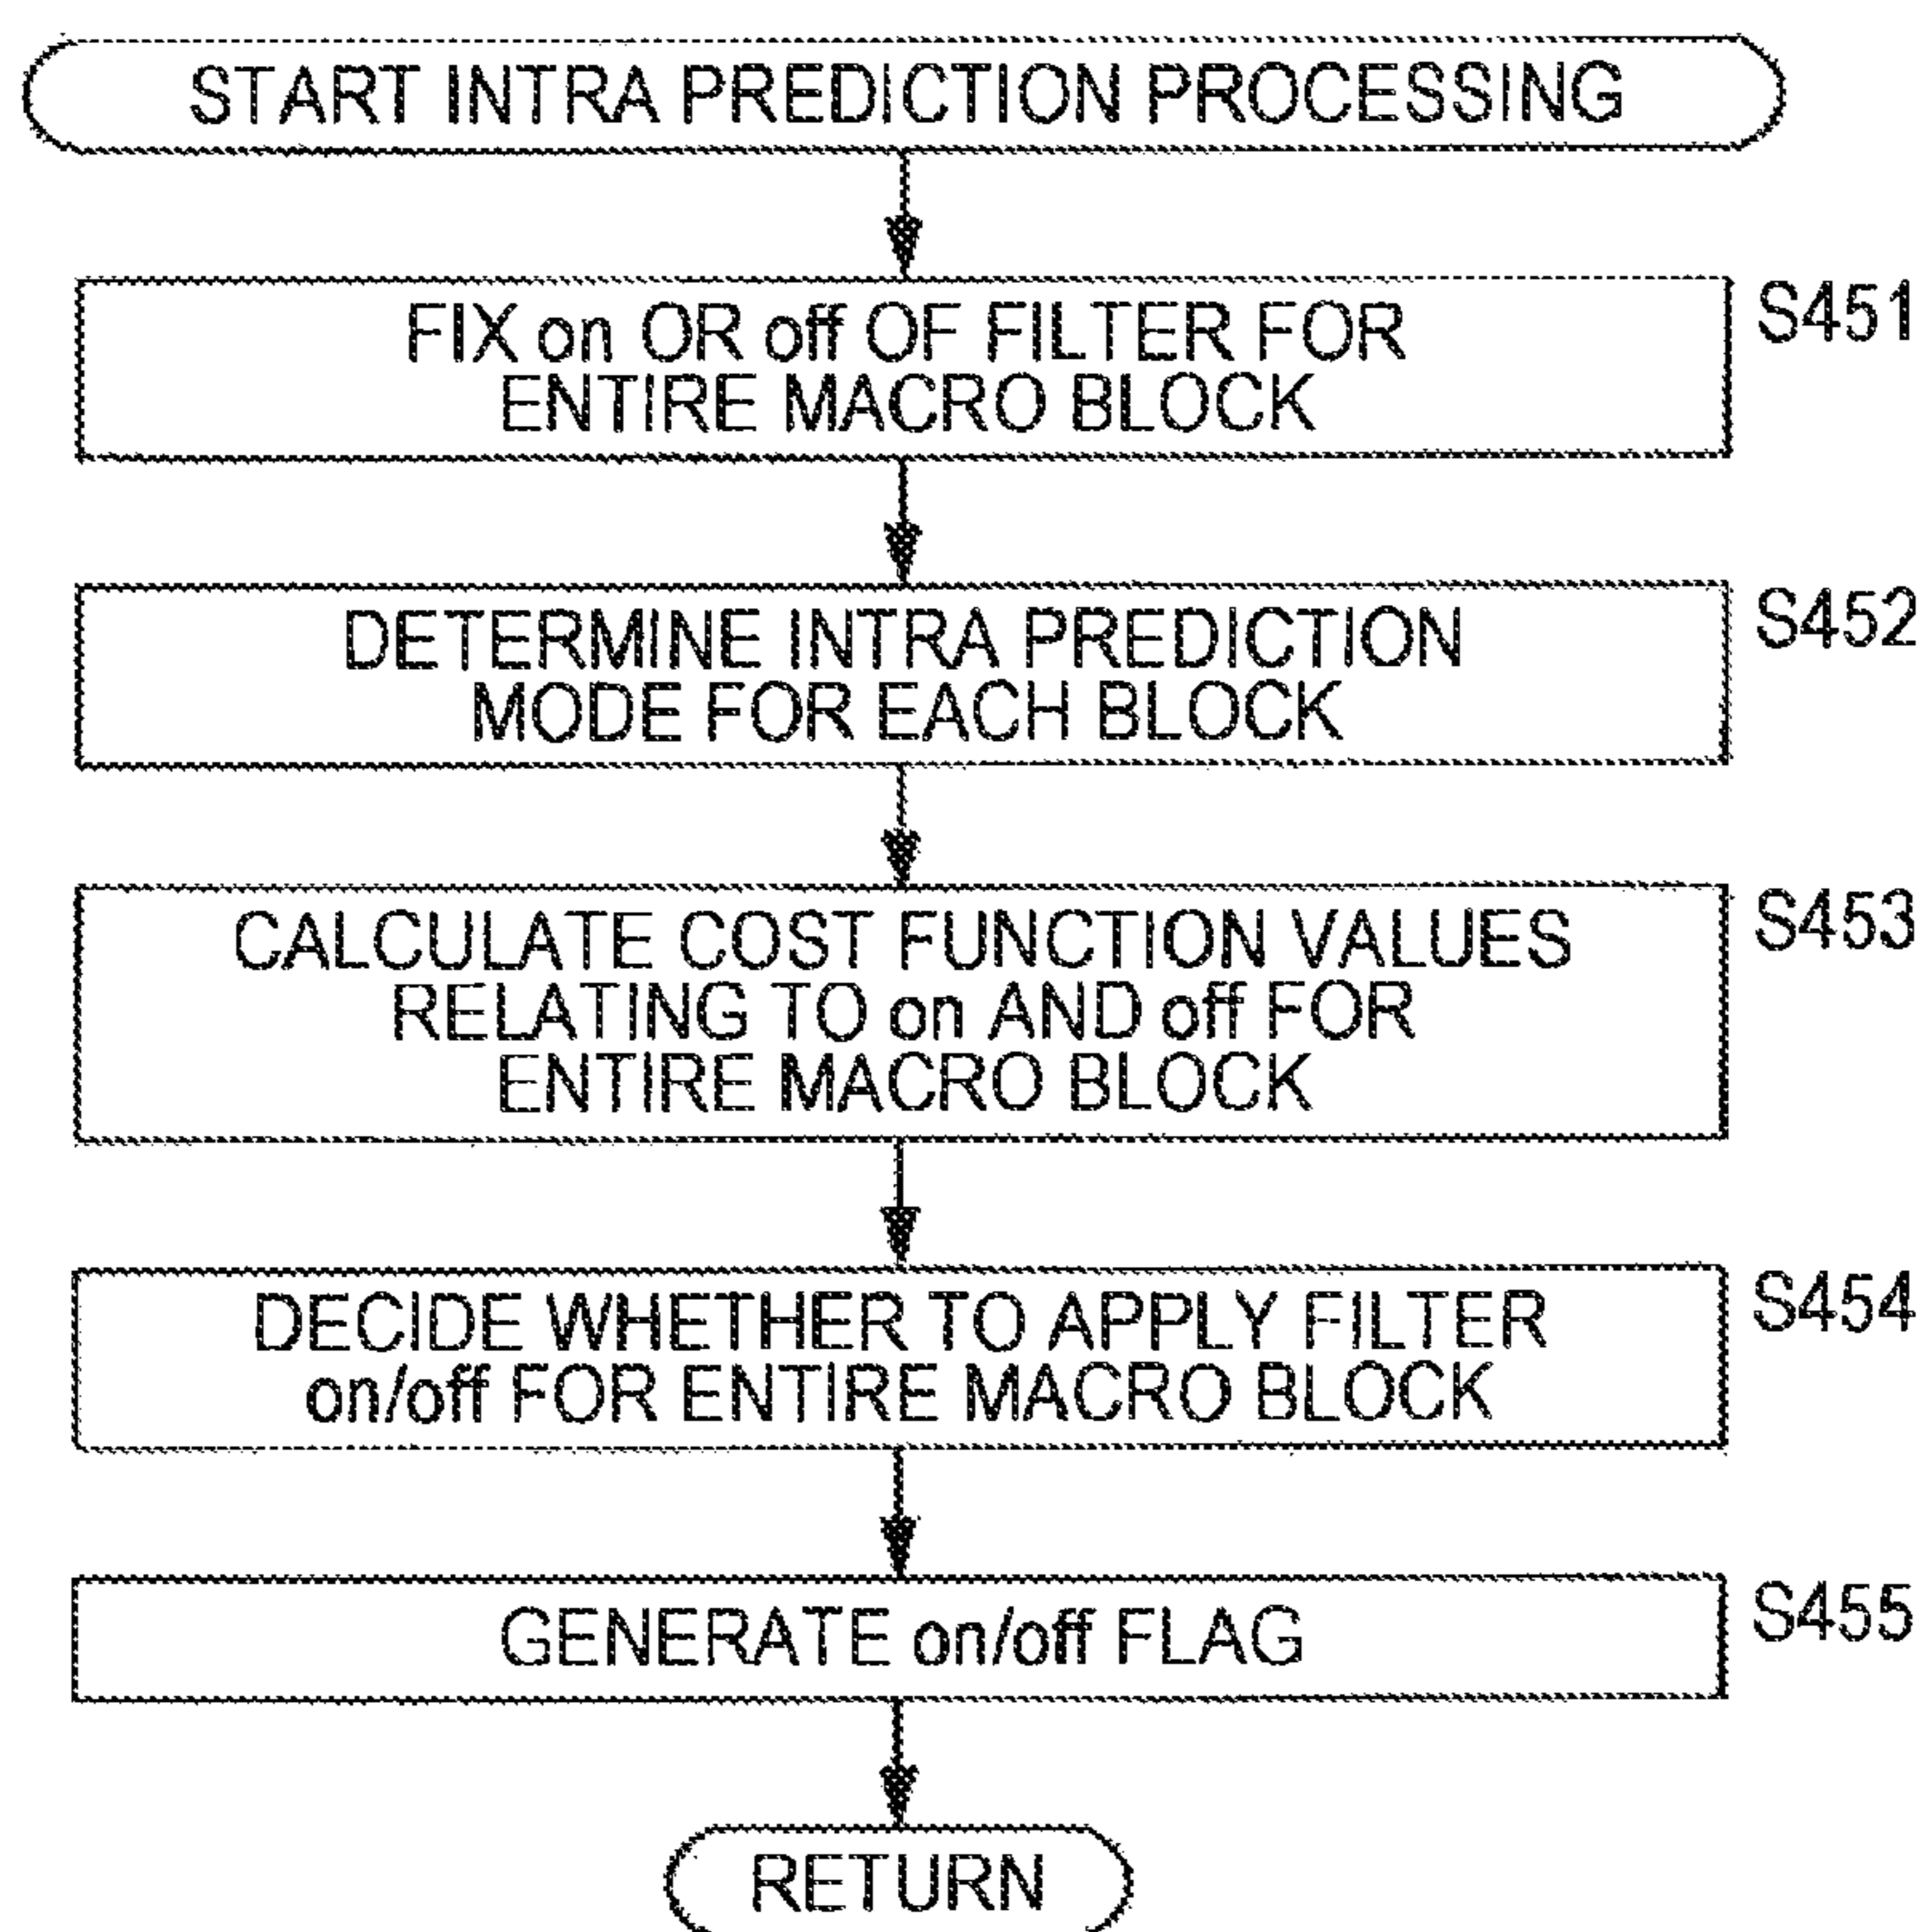 START INTRA PREDICTION PROCESSING
FIX on OR off OF FILTER FOR
ENTIRE MACRO BLOCK
S451
DETERMINE INTRA PREDICTION
MODE FOR EACH BLOCK
S452
CALCULATE COST FUNCTION VALUES
RELATING TO on AND off FOR
ENTIRE MACRO BLOCK
S453
DECIDE WHETHER TO APPLY FILTER
on/off FOR ENTIRE MACRO BLOCK
S454
GENERATE on/off FLAG
S455
RETURN